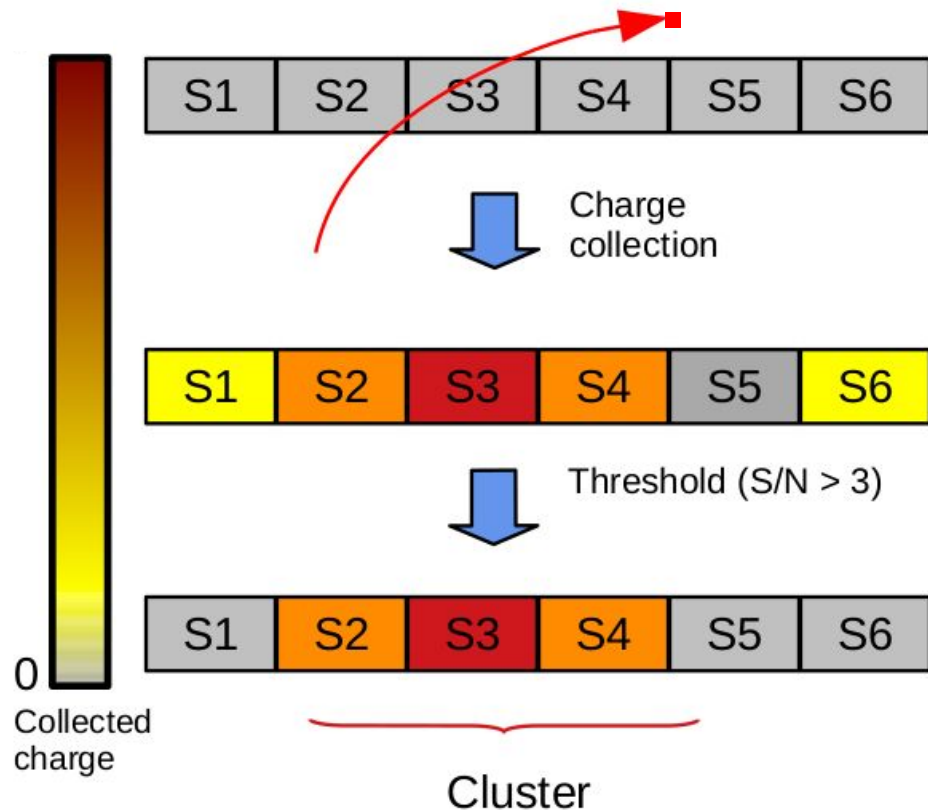 S1 S2 S3 S4 S5 S6
Charge
collection
S1 S2 S3 S4 S5 S6
Threshold (S/N > 3)
S1 S2 S3 S4 S5 S6
0
Collected
charge
Cluster